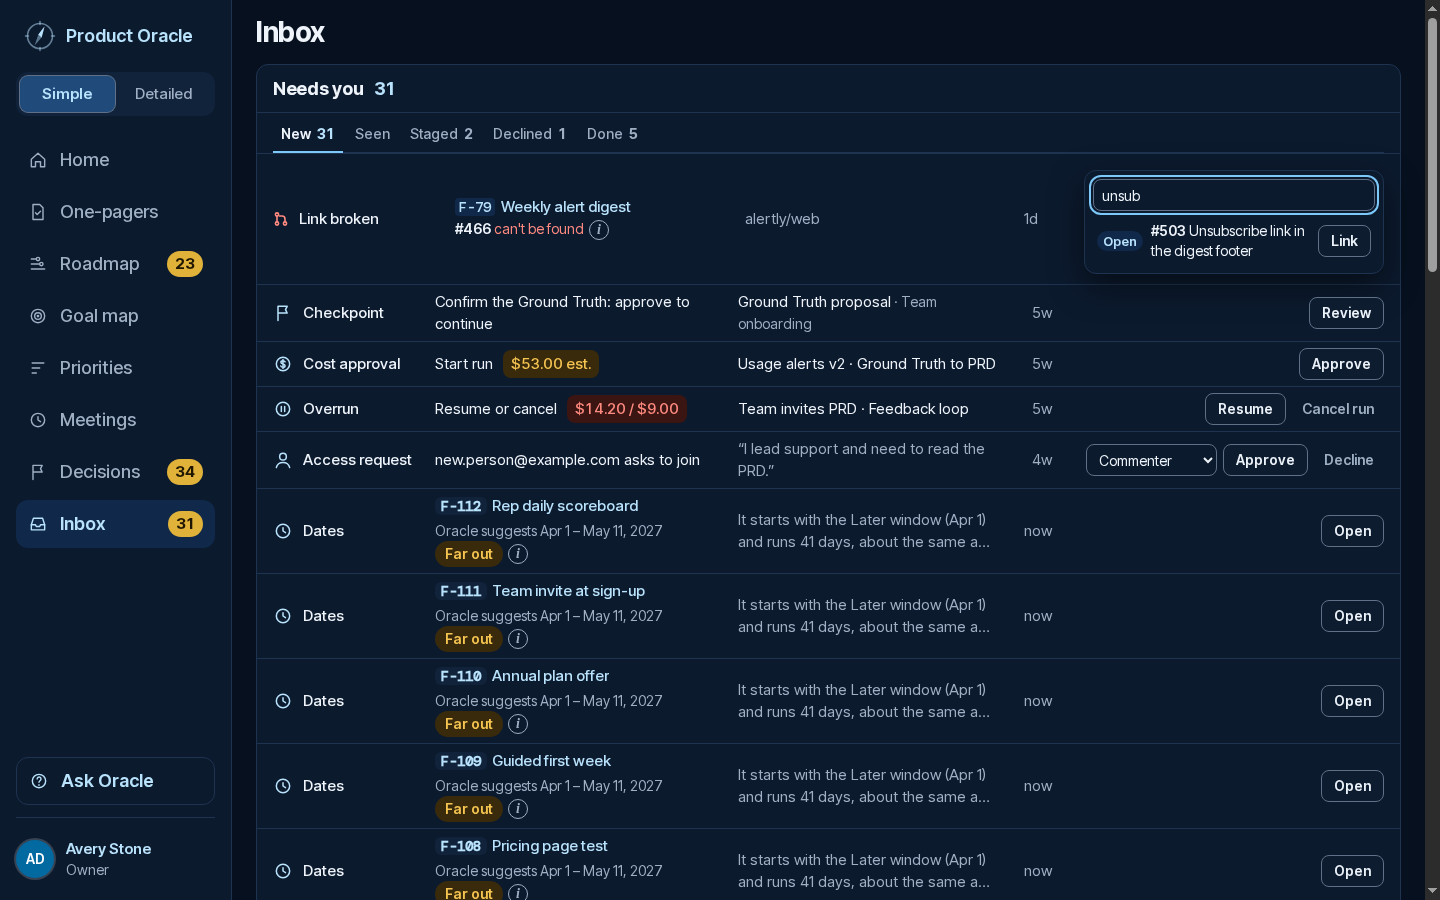 Product Oracle
Simple
Detailed
Home
One-pagers
Roadmap 23
Goal map
Priorities
Meetings
Decisions 34
Inbox 31
Ask Oracle
AD
Avery Stone
Owner
Inbox
Needs you 31
New 31 Seen Staged 2 Declined 1 Done 5
Link broken
F-79 Weekly alert digest
#466 can't be found i
alertly/web
1d
unsub
Open
#503 Unsubscribe link in
the digest footer
Link
Checkpoint
Confirm the Ground Truth: approve to
continue
Ground Truth proposal · Team
onboarding
5w
Review
Cost approval
Start run $53.00 est.
Usage alerts v2 · Ground Truth to PRD
5w
Approve
Overrun
Resume or cancel $14.20 / $9.00
Team invites PRD · Feedback loop
5w
Resume
Cancel run
Access request
new.person@example.com asks to join
“I lead support and need to read the
PRD.”
4w
Commenter
Approve
Decline
Dates
F-112 Rep daily scoreboard
Oracle suggests Apr 1 – May 11, 2027
Far out i
It starts with the Later window (Apr 1)
and runs 41 days, about the same a…
now
Open
Dates
F-111 Team invite at sign-up
Oracle suggests Apr 1 – May 11, 2027
Far out i
It starts with the Later window (Apr 1)
and runs 41 days, about the same a…
now
Open
Dates
F-110 Annual plan offer
Oracle suggests Apr 1 – May 11, 2027
Far out i
It starts with the Later window (Apr 1)
and runs 41 days, about the same a…
now
Open
Dates
F-109 Guided first week
Oracle suggests Apr 1 – May 11, 2027
Far out i
It starts with the Later window (Apr 1)
and runs 41 days, about the same a…
now
Open
Dates
F-108 Pricing page test
Oracle suggests Apr 1 – May 11, 2027
Far out i
It starts with the Later window (Apr 1)
and runs 41 days, about the same a…
now
Open